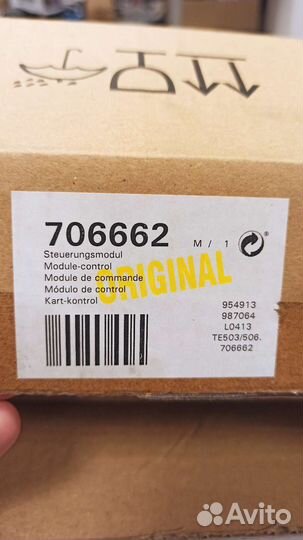 706662 M / 1
Steuerungsmodul
Module-control
Module de commande
Módulo de control
Kart-kontrol
ORIGINAL
954913
987064
L0413
TE503/506.
706662
Avito